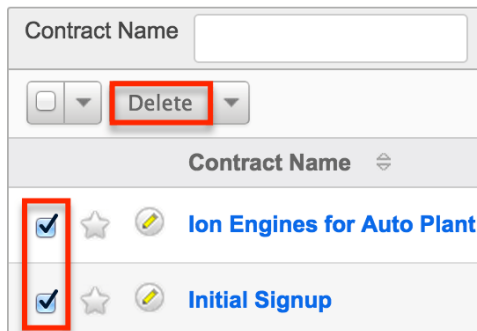 Contract Name
Delete
Contract Name
Ion Engines for Auto Plant
Initial Signup